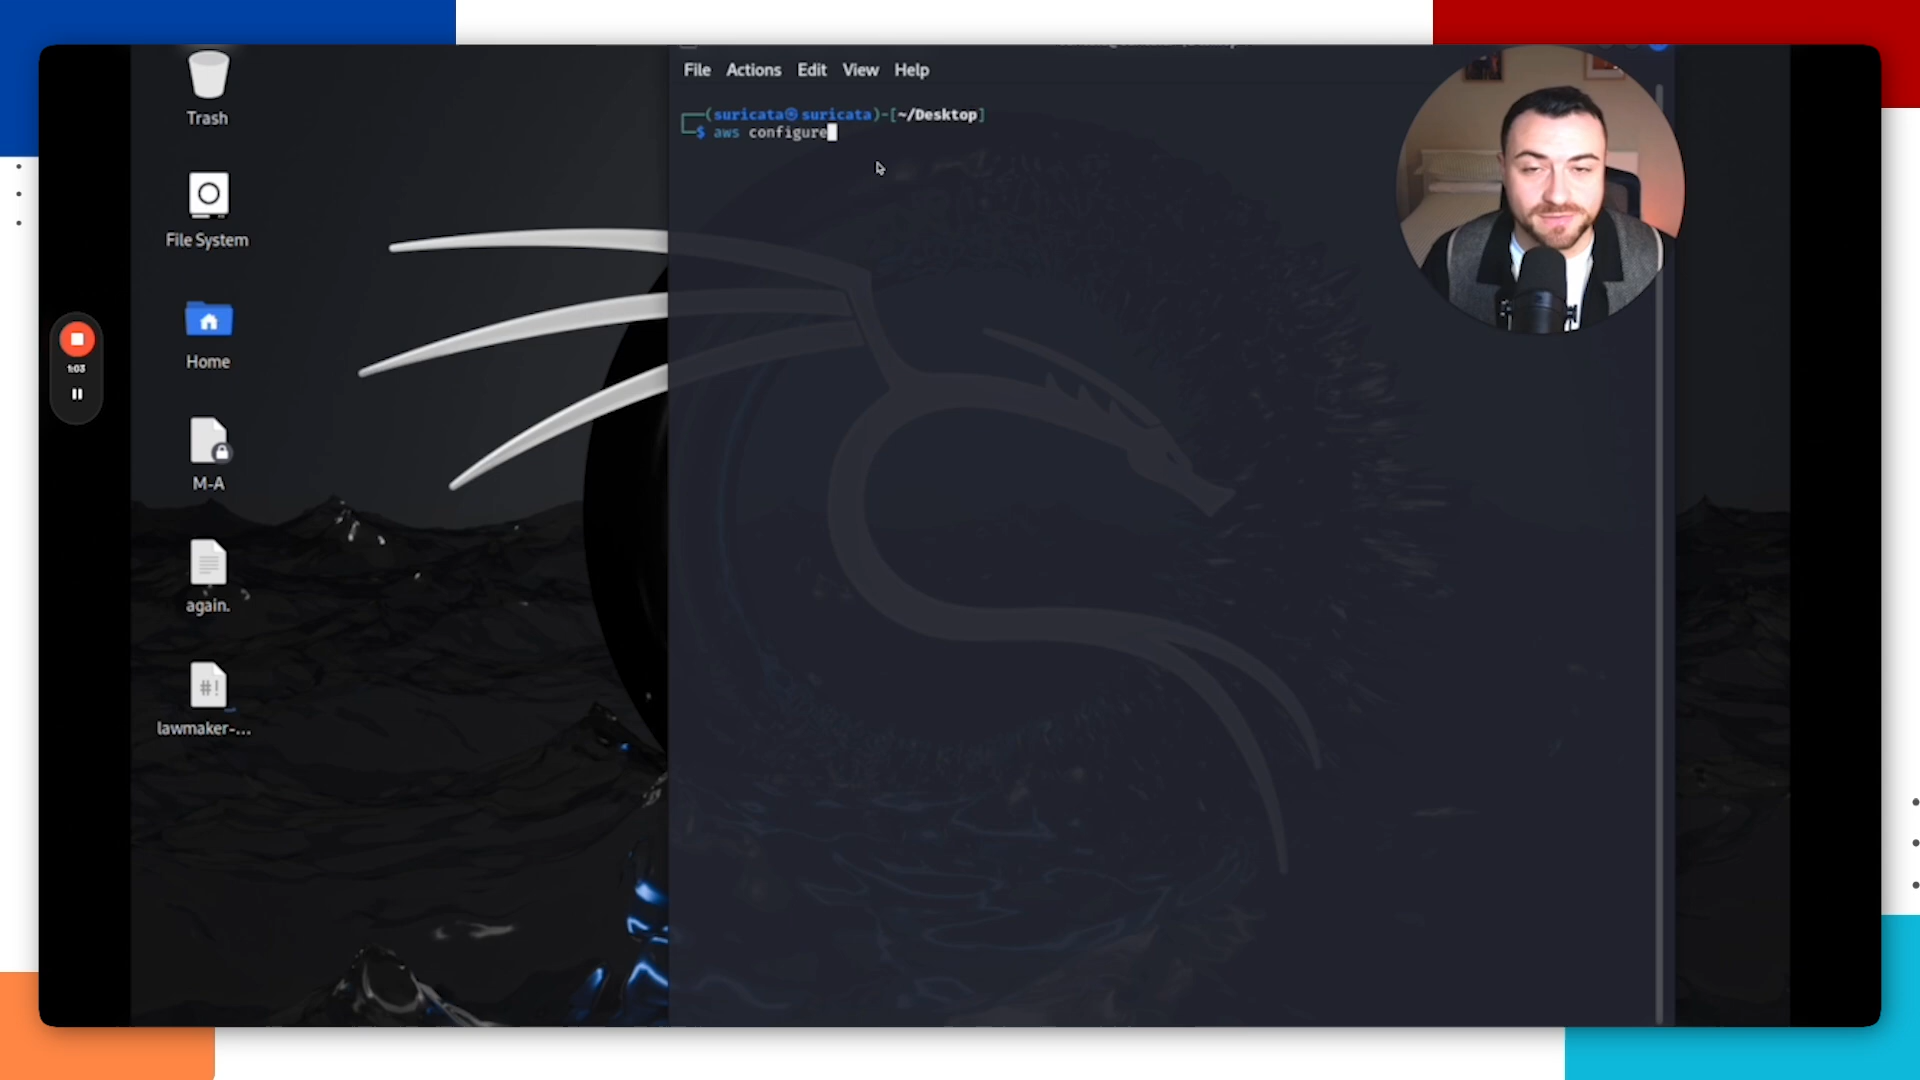 File Actions Edit View Help
(suricata㉿suricata)-[~/Desktop]
$ aws configure
Trash
File System
Home
1:03
M-A
again.
#!
lawmaker-...